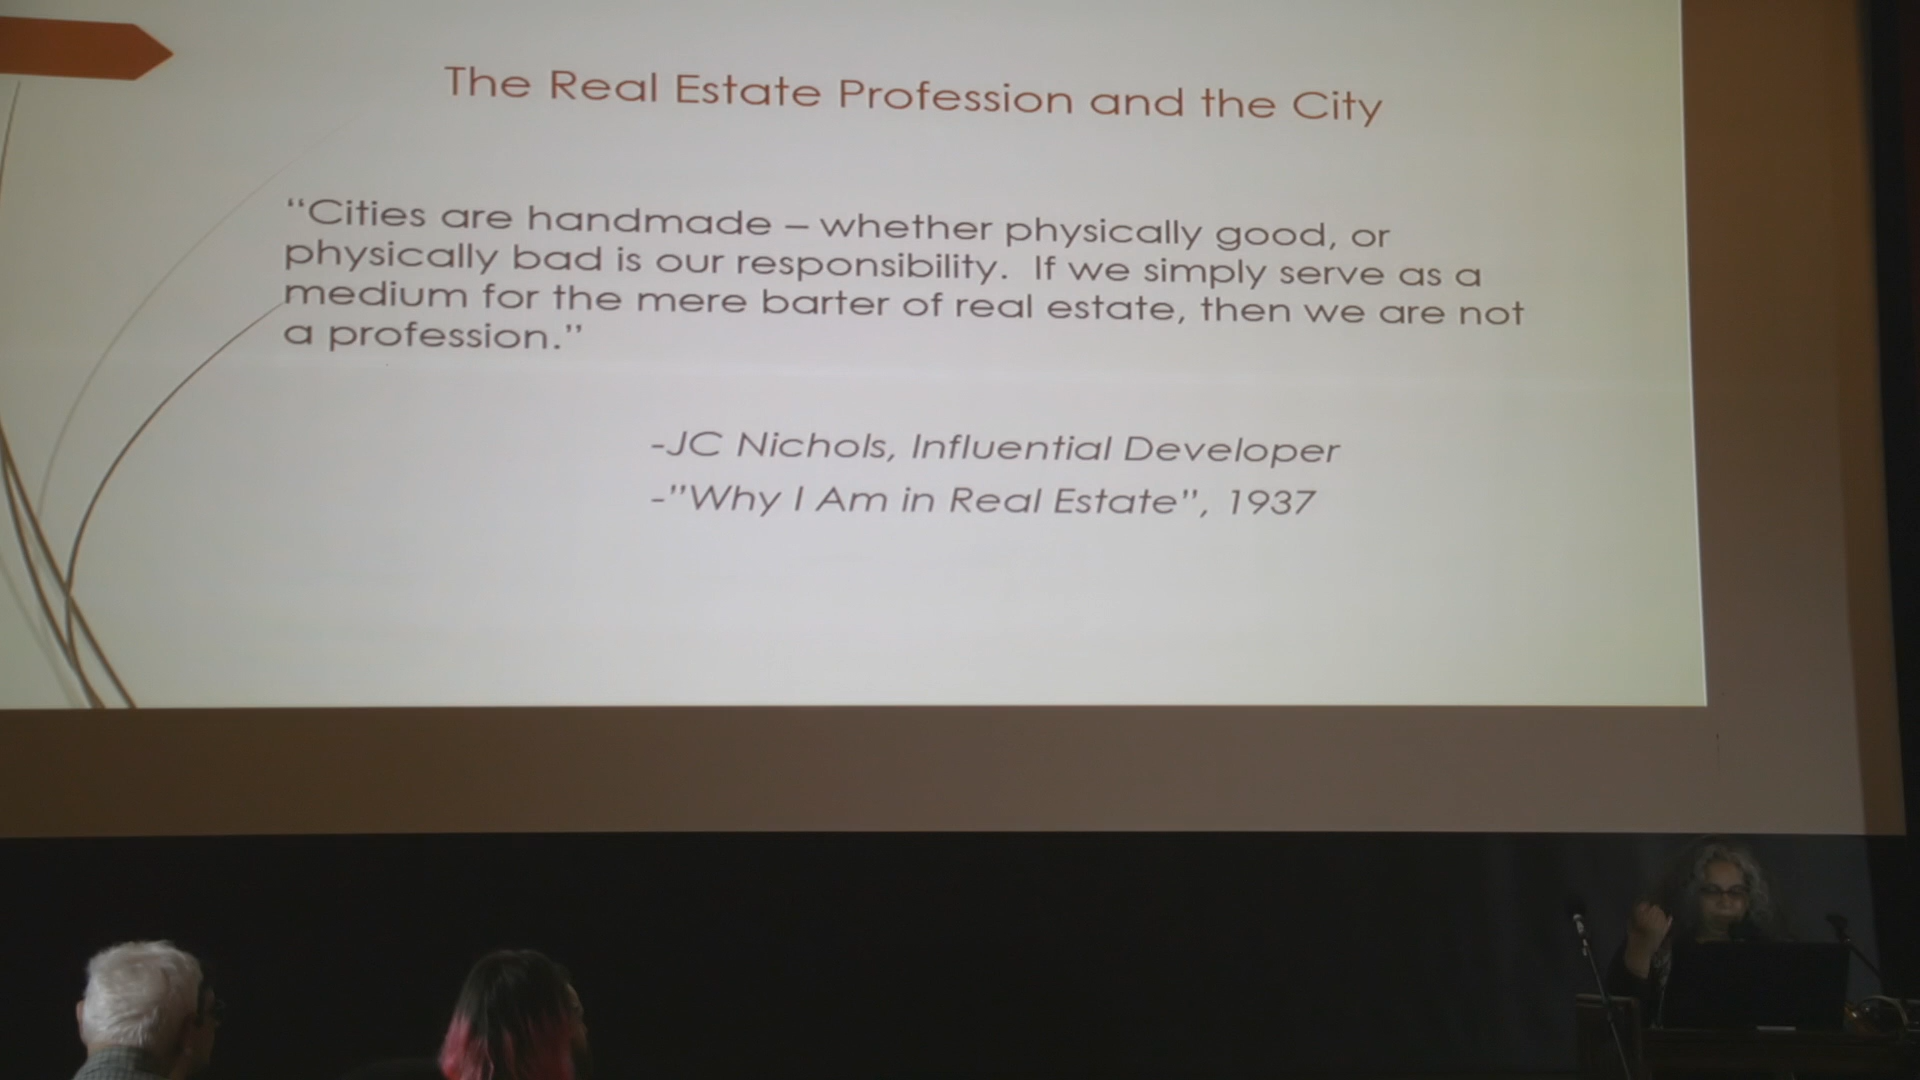 The Real Estate Profession and the City
“Cities are handmade – whether physically good, or
physically bad is our responsibility.  If we simply serve as a
medium for the mere barter of real estate, then we are not
a profession.”
-JC Nichols, Influential Developer
-"Why I Am in Real Estate", 1937